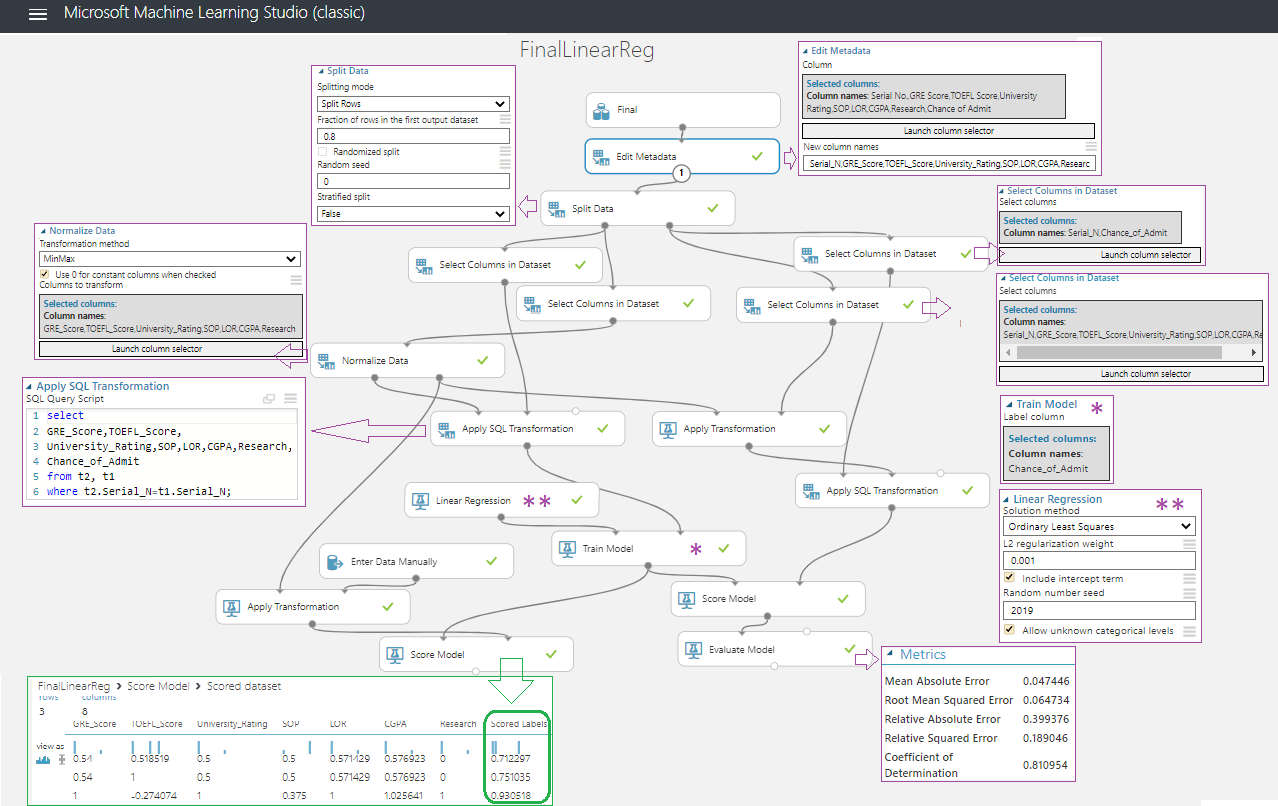 Microsoft Machine Learning Studio (classic)
FinalLinearReg
Split Data
Splitting mode
Split Rows
Fraction of rows in the first output dataset
0.8
Randomized split
Random seed
0
Stratified split
False
Edit Metadata
Column
Selected columns:
Column names: Serial No.,GRE Score,TOEFL Score,University
Rating,SOP,LOR,CGPA,Research,Chance of Admit
Launch column selector
New column names
Serial_N,GRE_Score,TOEFL_Score,University_Rating,SOP,LOR,CGPA,Researc
Final
Edit Metadata
1
Split Data
Select Columns in Dataset
Select Columns in Dataset
Select Columns in Dataset
Select Columns in Dataset
Select Columns in Dataset
Select columns
Selected columns:
Column names: Serial_N,Chance_of_Admit
Launch column selector
Select Columns in Dataset
Select columns
Selected columns:
Column names:
Serial_N,GRE_Score,TOEFL_Score,University_Rating,SOP,LOR,CGPA,Re
Launch column selector
Normalize Data
Transformation method
MinMax
Use 0 for constant columns when checked
Columns to transform
Selected columns:
Column names:
GRE_Score,TOEFL_Score,University_Rating,SOP,LOR,CGPA,Research
Launch column selector
Normalize Data
Apply SQL Transformation
SQL Query Script
1 select
2 GRE_Score,TOEFL_Score,
3 University_Rating,SOP,LOR,CGPA,Research,
4 Chance_of_Admit
5 from t2, t1
6 where t2.Serial_N=t1.Serial_N;
Apply SQL Transformation
Apply Transformation
Train Model *
Label column
Selected columns:
Column names:
Chance_of_Admit
Linear Regression **
Apply SQL Transformation
Linear Regression **
Solution method
Ordinary Least Squares
L2 regularization weight
0.001
Include intercept term
Random number seed
2019
Allow unknown categorical levels
Train Model *
Enter Data Manually
Apply Transformation
Score Model
Score Model
Evaluate Model
Metrics
Mean Absolute Error 0.047446
Root Mean Squared Error 0.064734
Relative Absolute Error 0.399376
Relative Squared Error 0.189046
Coefficient of
Determination 0.810954
FinalLinearReg > Score Model > Scored dataset
rows columns
3 8
GRE_Score TOEFL_Score University_Rating SOP LOR CGPA Research Scored Labels
view as
0.54 0.518519 0.5 0.5 0.571429 0.576923 0 0.712297
0.54 1 0.5 0.5 0.571429 0.576923 0 0.751035
1 -0.274074 1 0.375 1 1.025641 1 0.930518